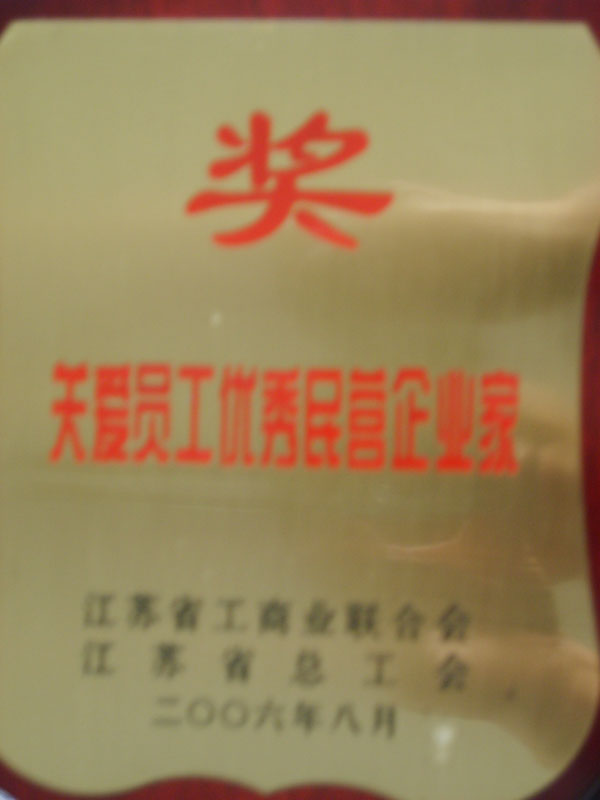 奖
关爱员工优秀民营企业家
江苏省工商业联合会
江苏省总工会
二〇〇六年八月